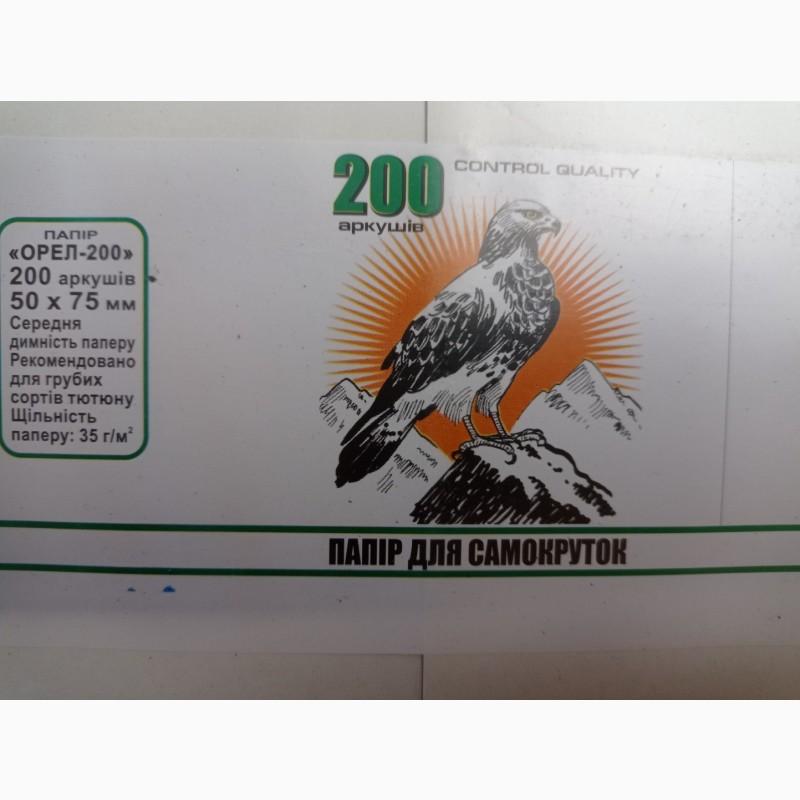 200 CONTROL QUALITY
аркушів
ПАПІР
«ОРЕЛ-200»
200 аркушів
50 х 75 мм
Середня
димність паперу
Рекомендовано
для грубих
сортів тютюну
Щільність
паперу: 35 г/м²
ПАПІР ДЛЯ САМОКРУТОК